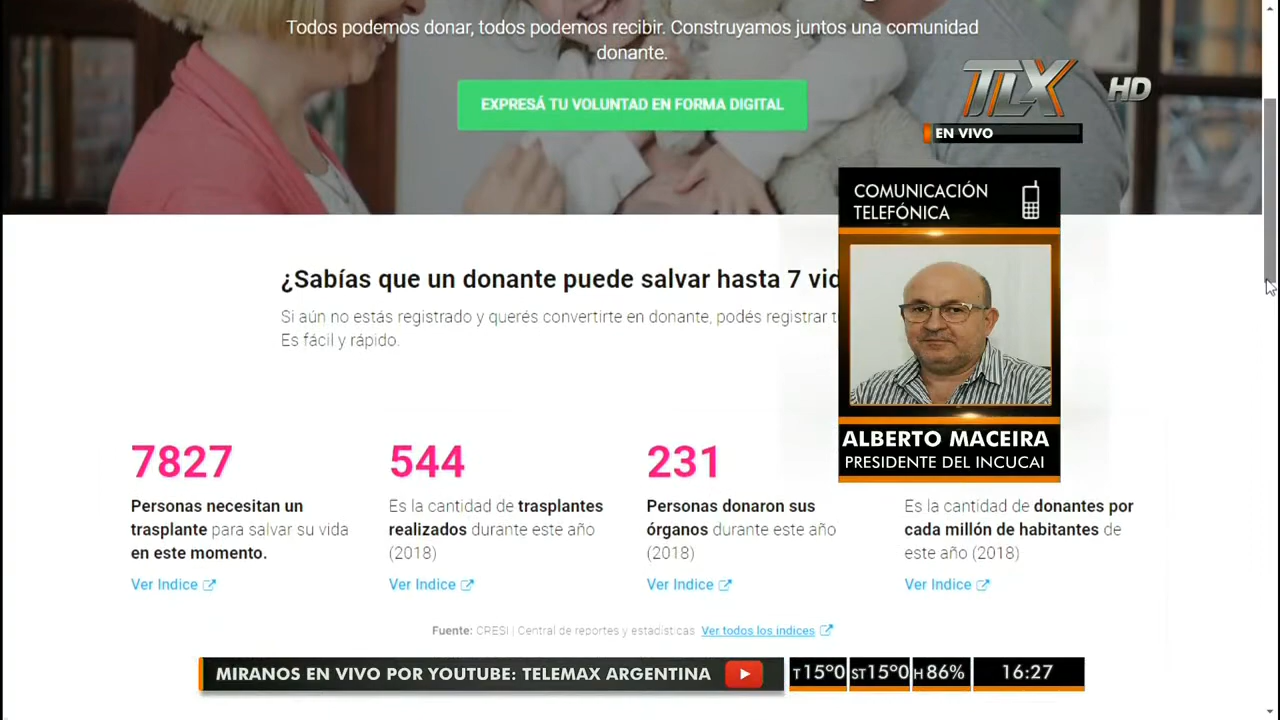 Todos podemos donar, todos podemos recibir. Construyamos juntos una comunidad
donante.
EXPRESÁ TU VOLUNTAD EN FORMA DIGITAL
TLX HD
EN VIVO
COMUNICACIÓN
TELEFÓNICA
¿Sabías que un donante puede salvar hasta 7
Si aún no estás registrado y querés convertirte en donante, podés registrar
Es fácil y rápido.
ALBERTO MACEIRA
PRESIDENTE DEL INCUCAI
7827
Personas necesitan un
trasplante para salvar su vida
en este momento.
Ver Indice
544
Es la cantidad de trasplantes
realizados durante este año
(2018)
Ver Indice
231
Personas donaron sus
órganos durante este año
(2018)
Ver Indice
Es la cantidad de donantes por
cada millón de habitantes de
este año (2018)
Ver Indice
Fuente: CRESI | Central de reportes y estadísticas Ver todos los indices
MIRANOS EN VIVO POR YOUTUBE: TELEMAX ARGENTINA
T15°0 ST15°0 H86% 16:27